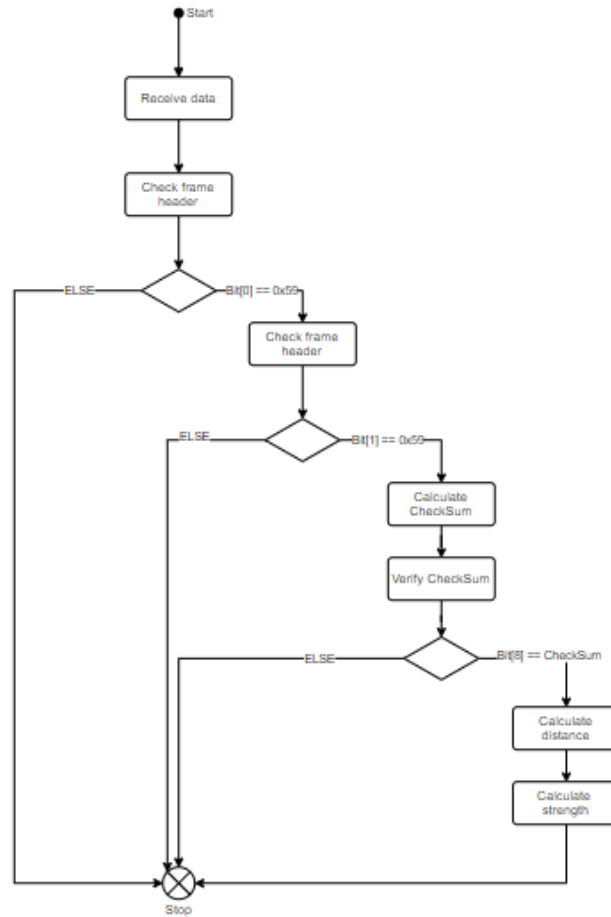 Start
Receive data
Check frame
header
ELSE
Bit[0] == 0x59
Check frame
header
ELSE
Bit[1] == 0x59
Calculate
CheckSum
Verify CheckSum
ELSE
Bit[8] == CheckSum
Calculate
distance
Calculate
strength
Stop